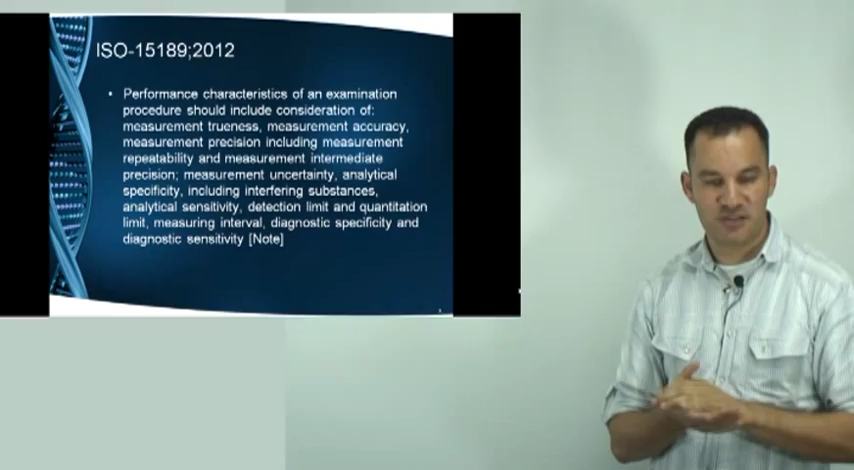 ISO-15189;2012
• Performance characteristics of an examination
procedure should include consideration of:
measurement trueness, measurement accuracy,
measurement precision including measurement
repeatability and measurement intermediate
precision; measurement uncertainty, analytical
specificity, including interfering substances,
analytical sensitivity, detection limit and quantitation
limit, measuring interval, diagnostic specificity and
diagnostic sensitivity [Note]